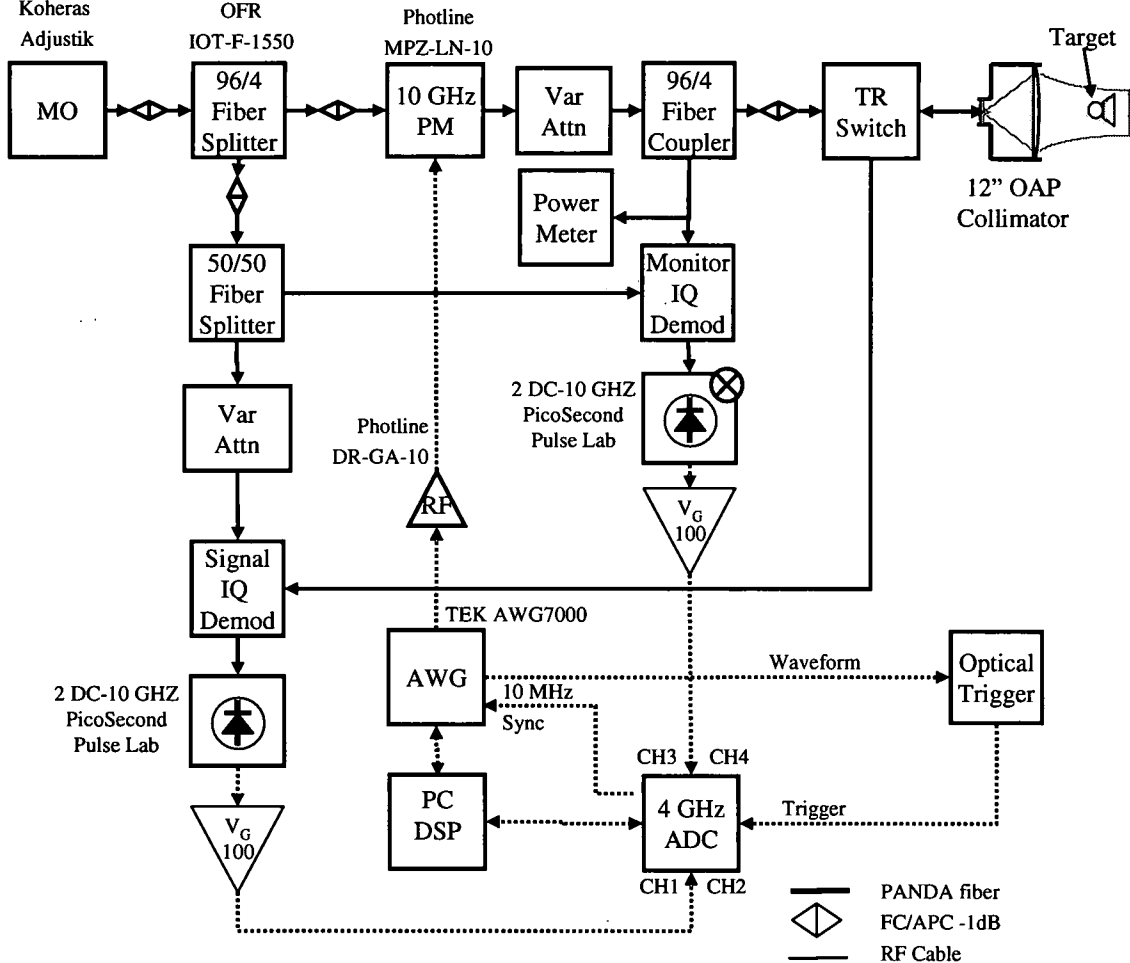 Koheras
Adjustik
OFR
IOT-F-1550
Photline
MPZ-LN-10
Target
MO
96/4
Fiber
Splitter
10 GHz
PM
Var
Attn
96/4
Fiber
Coupler
TR
Switch
12” OAP
Collimator
Power
Meter
50/50
Fiber
Splitter
Monitor
IQ
Demod
2 DC-10 GHZ
PicoSecond
Pulse Lab
Var
Attn
Photline
DR-GA-10
RF
VG
100
Signal
IQ
Demod
TEK AWG7000
AWG
Waveform
Optical
Trigger
10 MHz
Sync
2 DC-10 GHZ
PicoSecond
Pulse Lab
CH3 CH4
PC
DSP
4 GHz
ADC
Trigger
VG
100
CH1 CH2
PANDA fiber
FC/APC -1dB
RF Cable